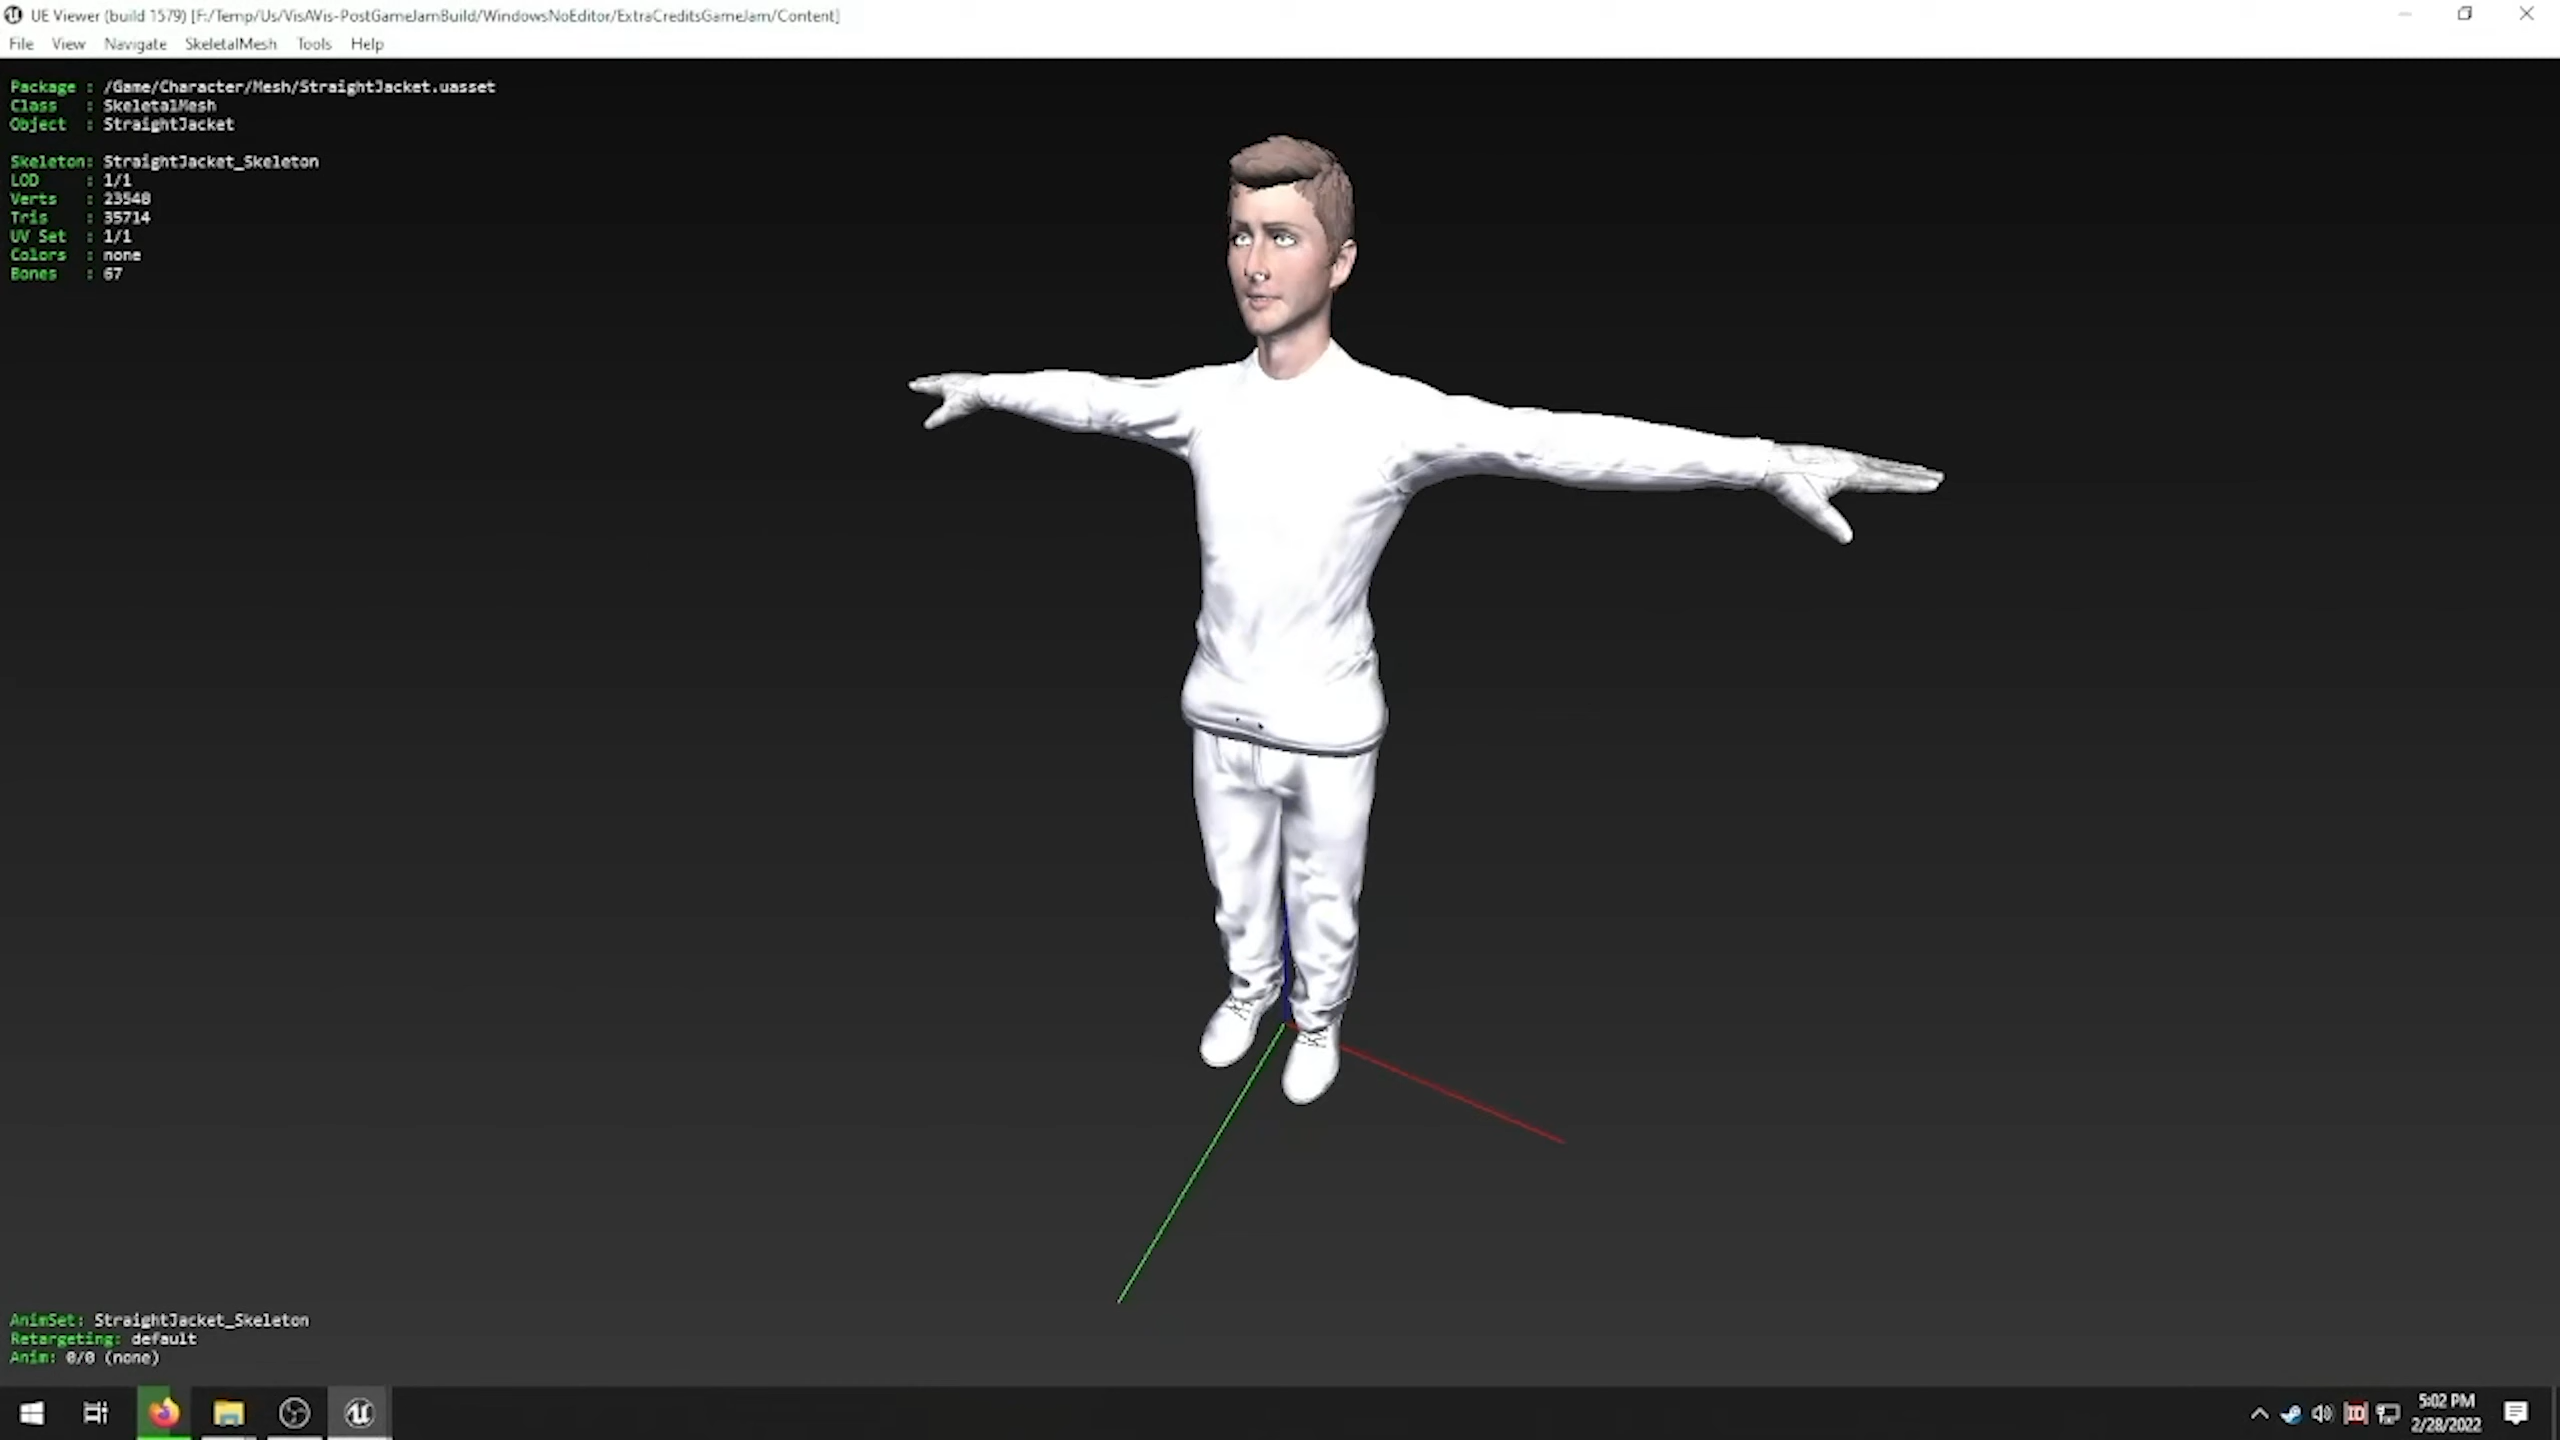 UE Viewer (build 1579) [F:/Temp/Us/VisAVis-PostGameJamBuild/WindowsNoEditor/ExtraCreditsGameJam/Content]
File View Navigate SkeletalMesh Tools Help
Package : /Game/Character/Mesh/StraightJacket.uasset
Class : SkeletalMesh
Object : StraightJacket
Skeleton: StraightJacket_Skeleton
LOD : 1/1
Verts : 23548
Tris : 35714
UV Set : 1/1
Colors : none
Bones : 67
AnimSet: StraightJacket_Skeleton
Retargeting: default
Anim: 0/0 (none)
5:02 PM
2/28/2022